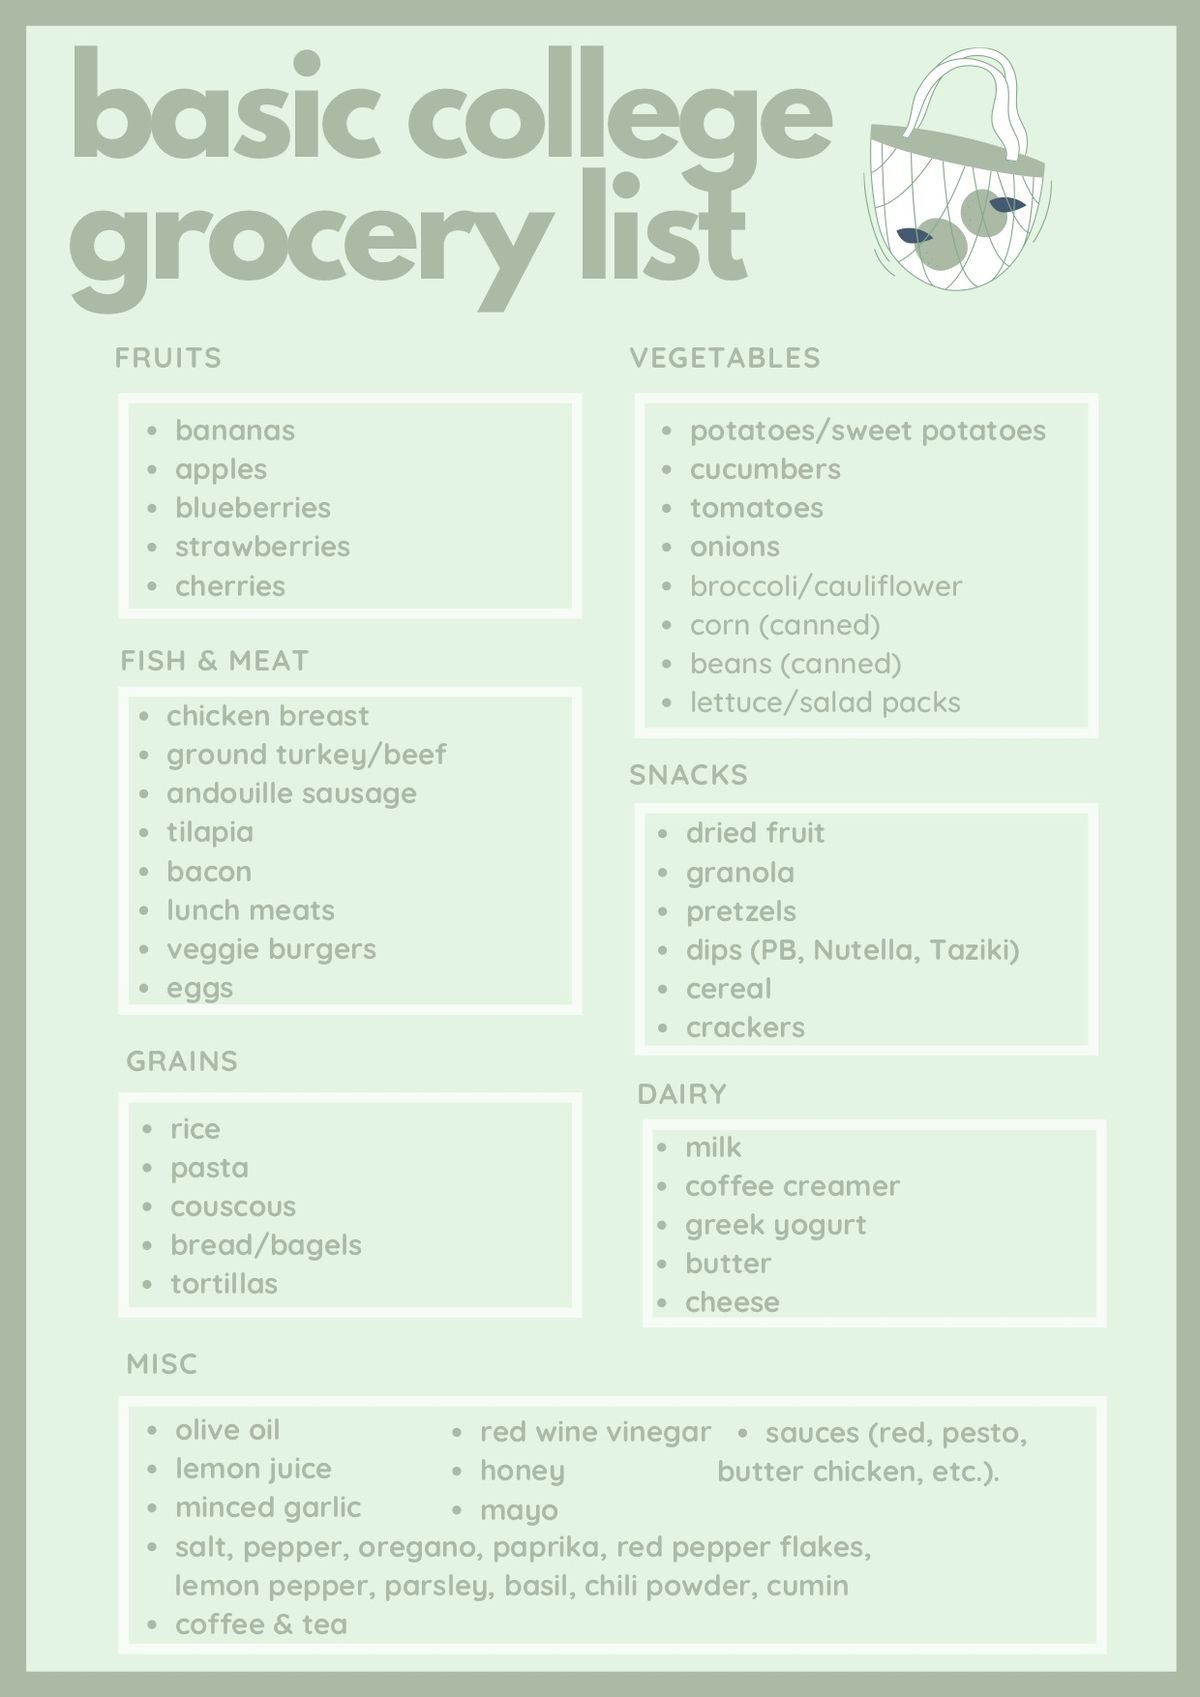 basic college
grocery list
FRUITS
• bananas
• apples
• blueberries
• strawberries
• cherries
VEGETABLES
• potatoes/sweet potatoes
• cucumbers
• tomatoes
• onions
• broccoli/cauliflower
• corn (canned)
• beans (canned)
• lettuce/salad packs
FISH & MEAT
• chicken breast
• ground turkey/beef
• andouille sausage
• tilapia
• bacon
• lunch meats
• veggie burgers
• eggs
SNACKS
• dried fruit
• granola
• pretzels
• dips (PB, Nutella, Taziki)
• cereal
• crackers
GRAINS
• rice
• pasta
• couscous
• bread/bagels
• tortillas
DAIRY
• milk
• coffee creamer
• greek yogurt
• butter
• cheese
MISC
• olive oil
• lemon juice
• minced garlic
• red wine vinegar
• honey
• mayo
• sauces (red, pesto,
butter chicken, etc.).
• salt, pepper, oregano, paprika, red pepper flakes,
lemon pepper, parsley, basil, chili powder, cumin
• coffee & tea